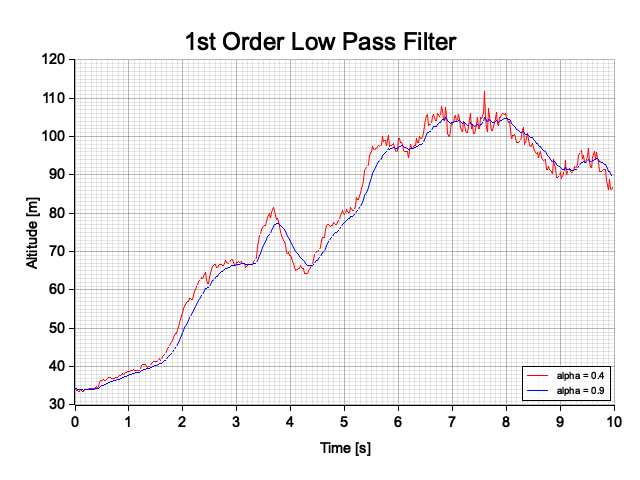 1st Order Low Pass Filter
120
110
100
90
80
70
60
50
40
30
Altitude [m]
0 1 2 3 4 5 6 7 8 9 10
Time [s]
alpha = 0.4
alpha = 0.9